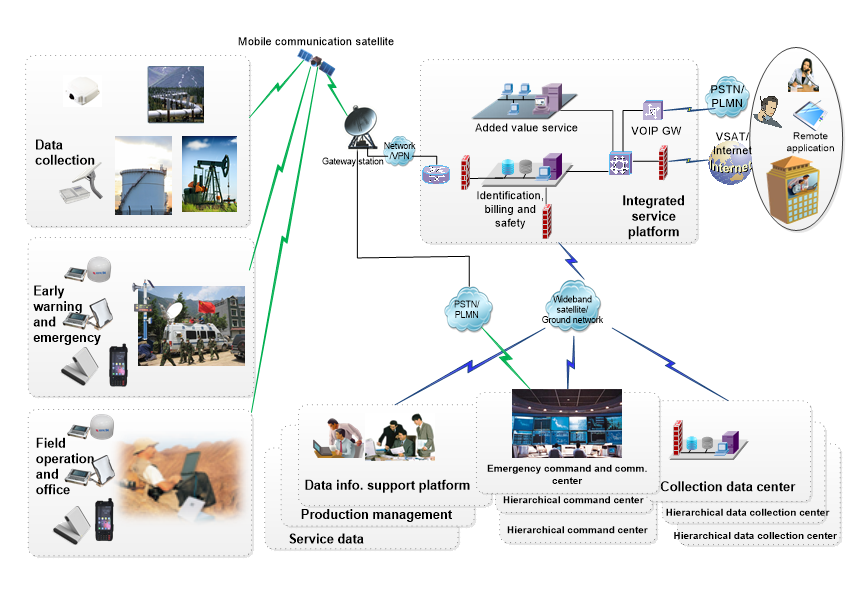 Mobile communication satellite
Data
collection
Gateway station
Network
/VPN
Added value service
VOIP GW
PSTN/
PLMN
VSAT/
Internet
Internet
Remote
application
Identification,
billing and
safety
Integrated
service
platform
Early
warning
and
emergency
PSTN/
PLMN
Wideband
satellite/
Ground network
Field
operation
and
office
Data info. support platform
Production management
Service data
Emergency command and comm.
center
Hierarchical command center
Hierarchical command center
Collection data center
Hierarchical data collection center
Hierarchical data collection center